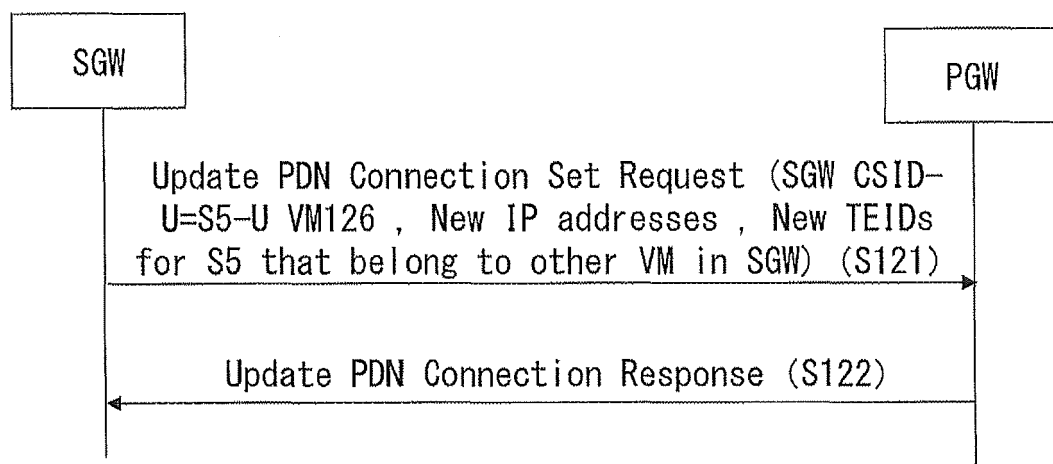 SGW
PGW
Update PDN Connection Set Request (SGW CSID-
U=S5-U VM126 , New IP addresses , New TEIDs
for S5 that belong to other VM in SGW) (S121)
Update PDN Connection Response (S122)